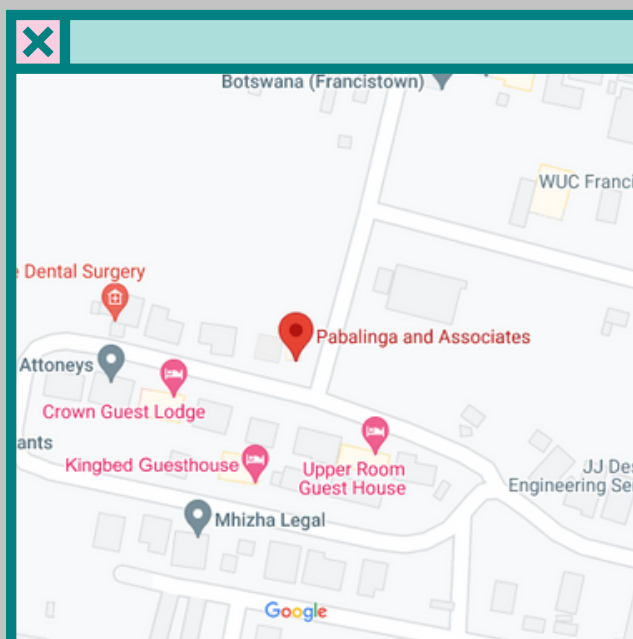 Botswana (Francistown)
WUC Franci
e Dental Surgery
Pabalinga and Associates
Attoneys
Crown Guest Lodge
ants
Kingbed Guesthouse
Upper Room
Guest House
JJ Des
Engineering Ser
Mhizha Legal
Google